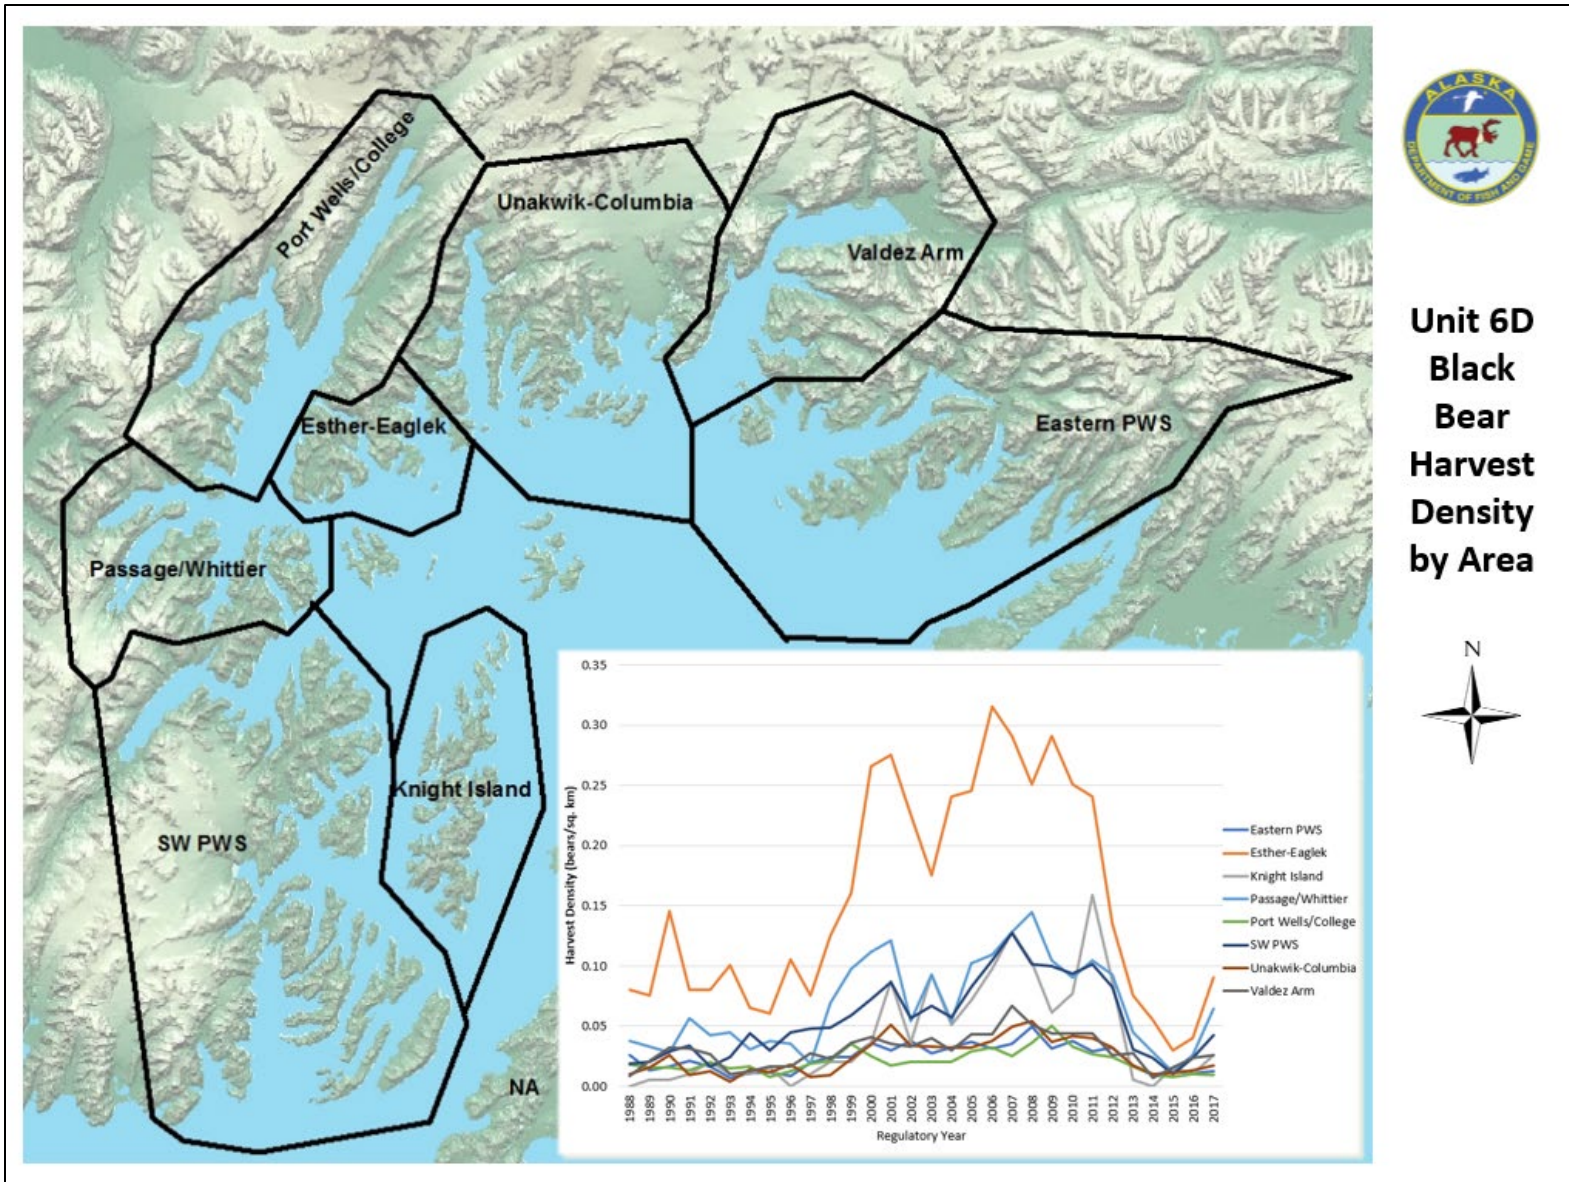 ALASKA
DEPARTMENT OF FISH AND GAME
Unit 6D
Black
Bear
Harvest
Density
by Area
N
Port Wells/College
Unakwik-Columbia
Valdez Arm
Esther-Eaglek
Eastern PWS
Passage/Whittier
Knight Island
SW PWS
NA
0.35
0.30
0.25
0.20
0.15
0.10
0.05
0.00
Harvest Density (bears/sq. km)
1988 1989 1990 1991 1992 1993 1994 1995 1996 1997 1998 1999 2000 2001 2002 2003 2004 2005 2006 2007 2008 2009 2010 2011 2012 2013 2014 2015 2016 2017
Regulatory Year
Eastern PWS
Esther-Eaglek
Knight Island
Passage/Whittier
Port Wells/College
SW PWS
Unakwik-Columbia
Valdez Arm